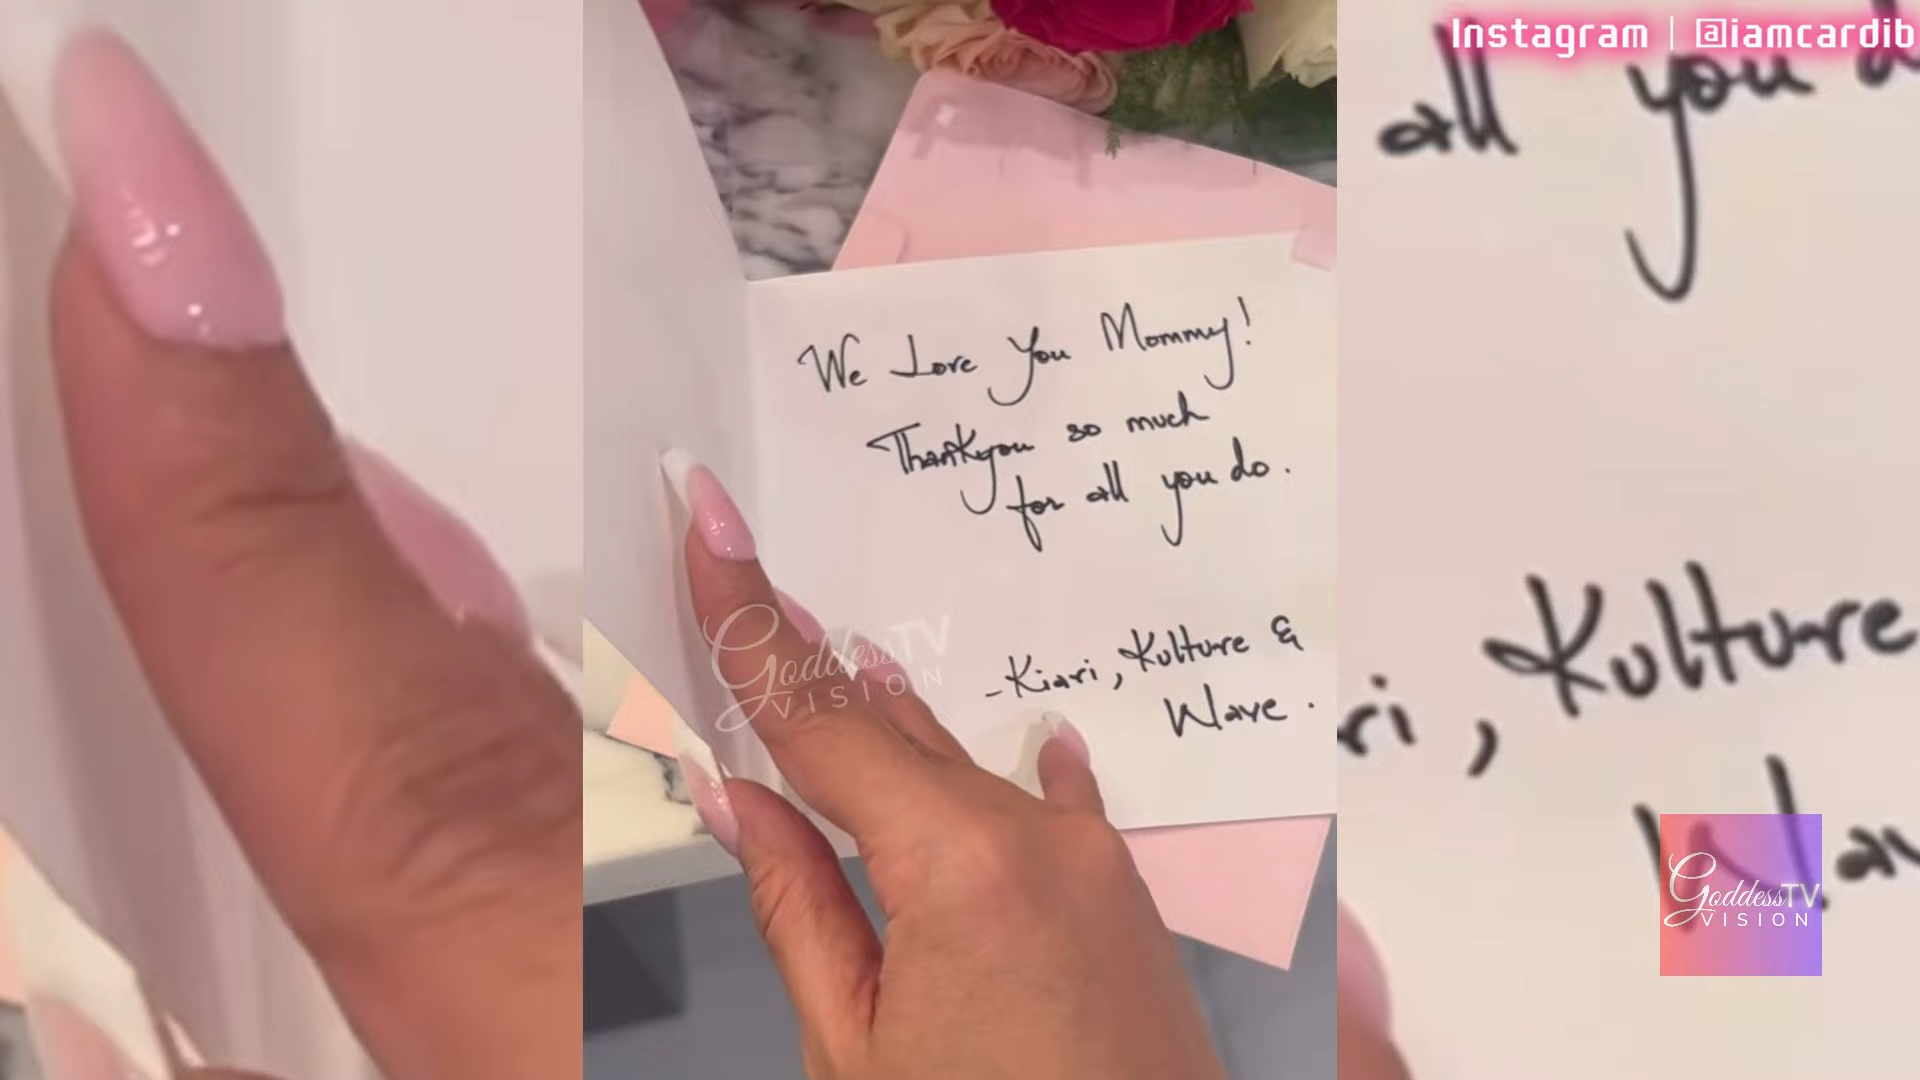 Instagram | @iamcardib
We Love You Mommy!
Thankyou so much
for all you do.
-Kiari, Kulture &
Wave.
GoddessTV
VISION
all you d
ri, Kulture
Wav
GoddessTV
VISION